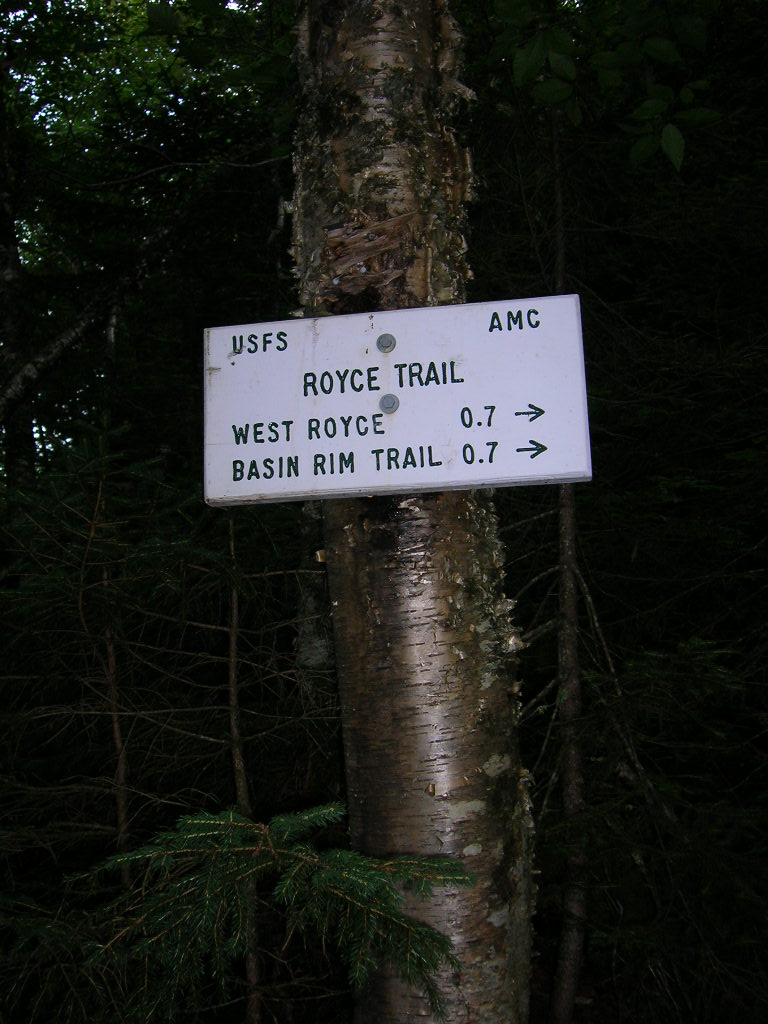 USFS AMC
ROYCE TRAIL
WEST ROYCE 0.7 →
BASIN RIM TRAIL 0.7 →